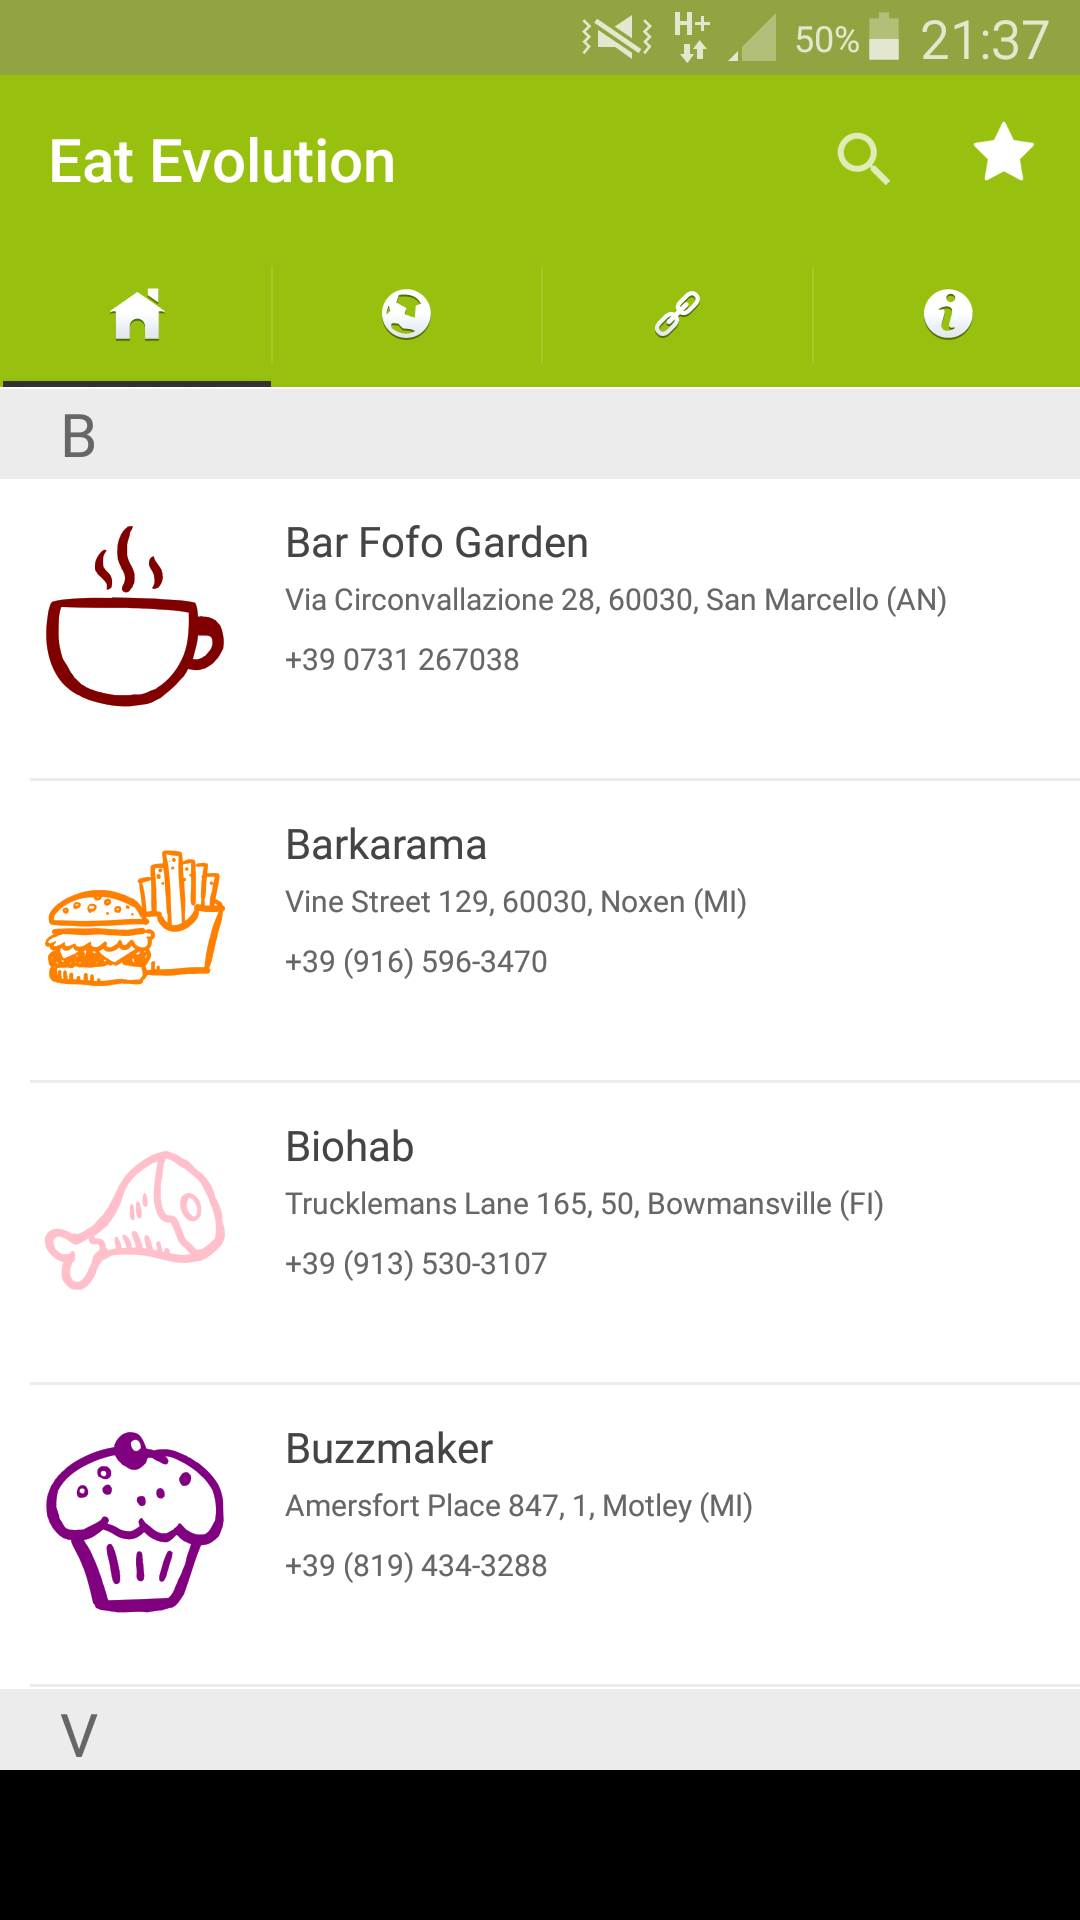 H+ 50% 21:37
Eat Evolution
B
Bar Fofo Garden
Via Circonvallazione 28, 60030, San Marcello (AN)
+39 0731 267038
Barkarama
Vine Street 129, 60030, Noxen (MI)
+39 (916) 596-3470
Biohab
Trucklemans Lane 165, 50, Bowmansville (FI)
+39 (913) 530-3107
Buzzmaker
Amersfort Place 847, 1, Motley (MI)
+39 (819) 434-3288
V